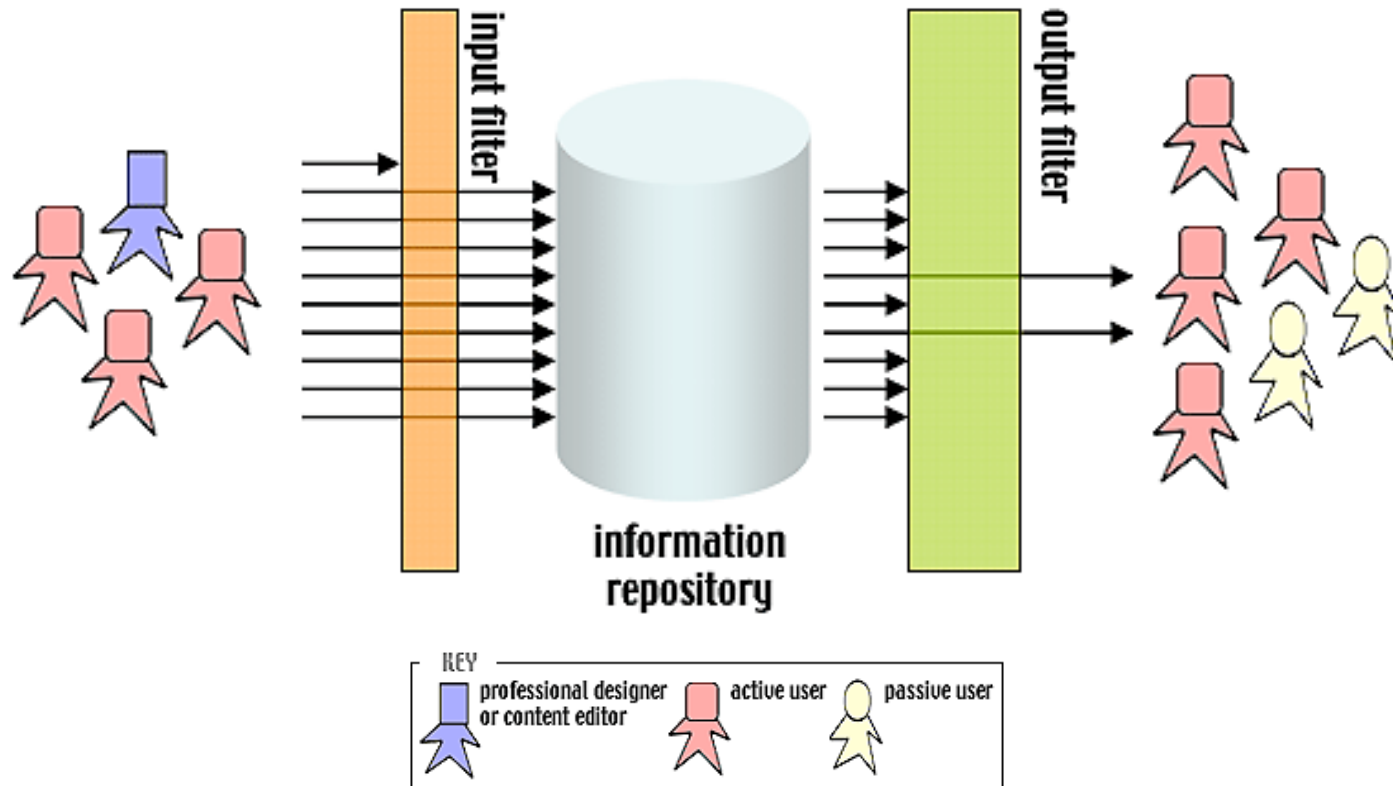 input filter
output filter
information
repository
KEY
professional designer
or content editor
active user
passive user